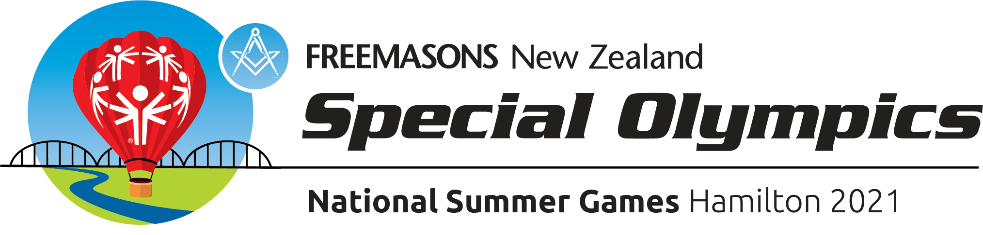 FREEMASONS New Zealand
Special Olympics
National Summer Games Hamilton 2021